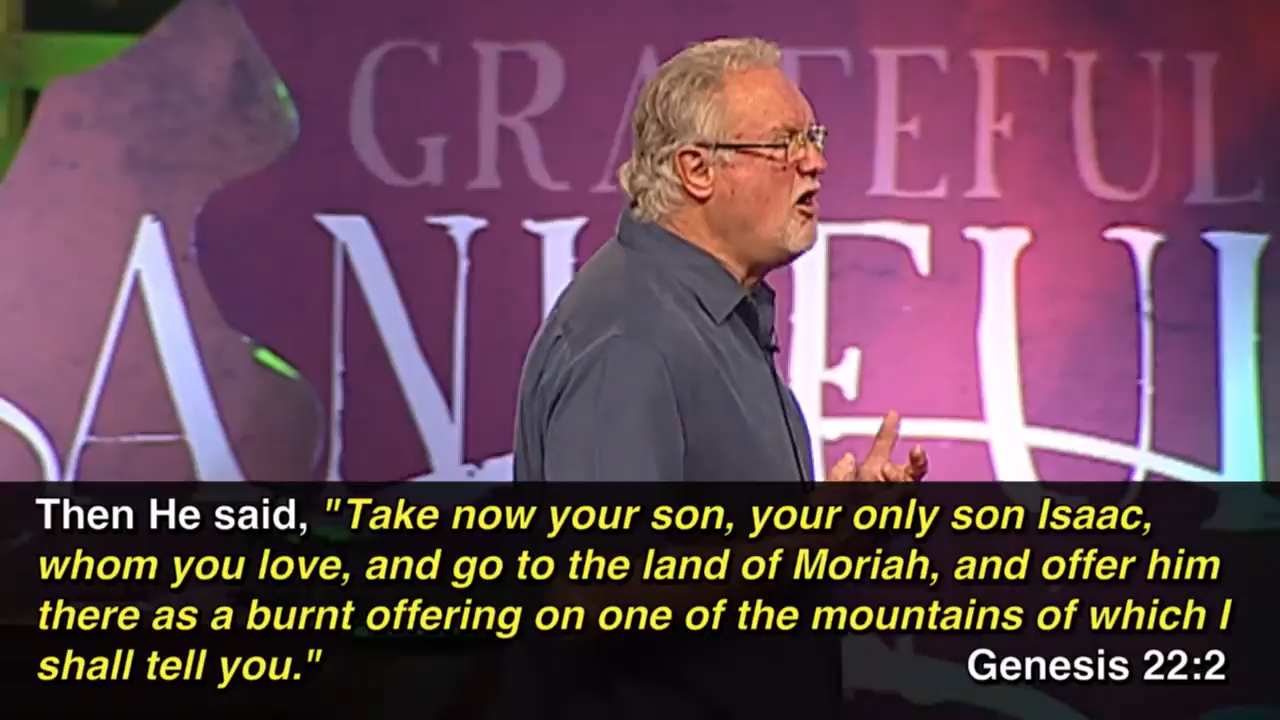 GRATEFUL
ANKFUL
Then He said, "Take now your son, your only son Isaac,
whom you love, and go to the land of Moriah, and offer him
there as a burnt offering on one of the mountains of which I
shall tell you."
Genesis 22:2